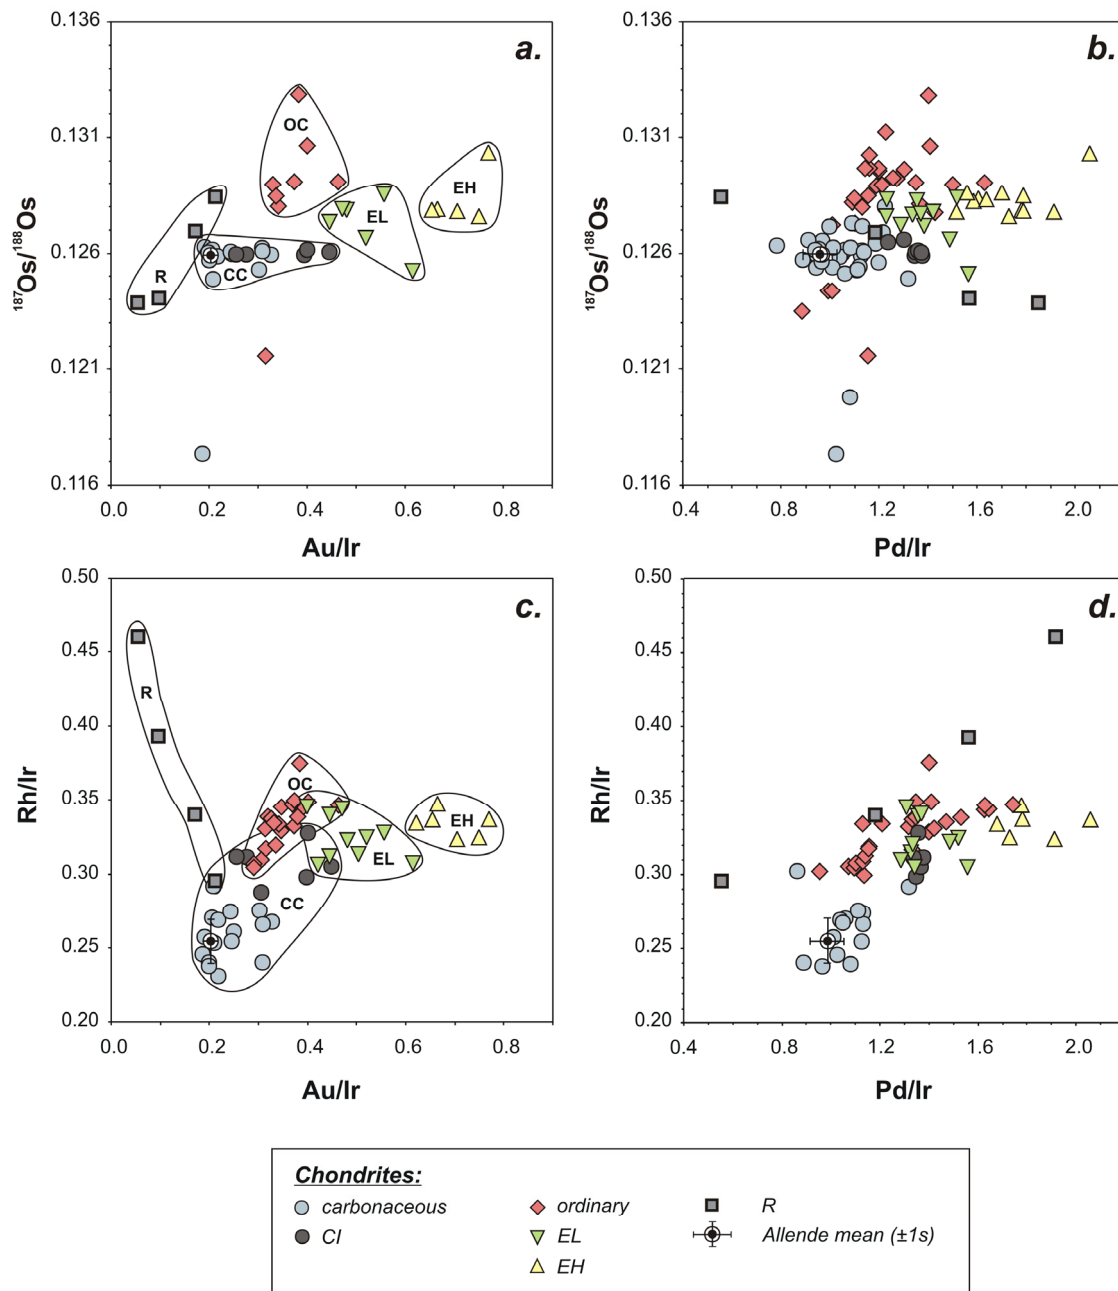 a.
0.136
0.131
0.126
0.121
0.116
187Os/188Os
OC
EH
EL
R
CC
0.0
0.2
0.4
0.6
0.8
Au/Ir
b.
0.136
0.131
0.126
0.121
0.116
187Os/188Os
0.4
0.8
1.2
1.6
2.0
Pd/Ir
c.
0.50
0.45
0.40
0.35
0.30
0.25
0.20
Rh/Ir
R
OC
EH
EL
CC
0.0
0.2
0.4
0.6
0.8
Au/Ir
d.
0.50
0.45
0.40
0.35
0.30
0.25
0.20
Rh/Ir
0.4
0.8
1.2
1.6
2.0
Pd/Ir
Chondrites:
carbonaceous
ordinary
R
CI
EL
Allende mean (±1s)
EH